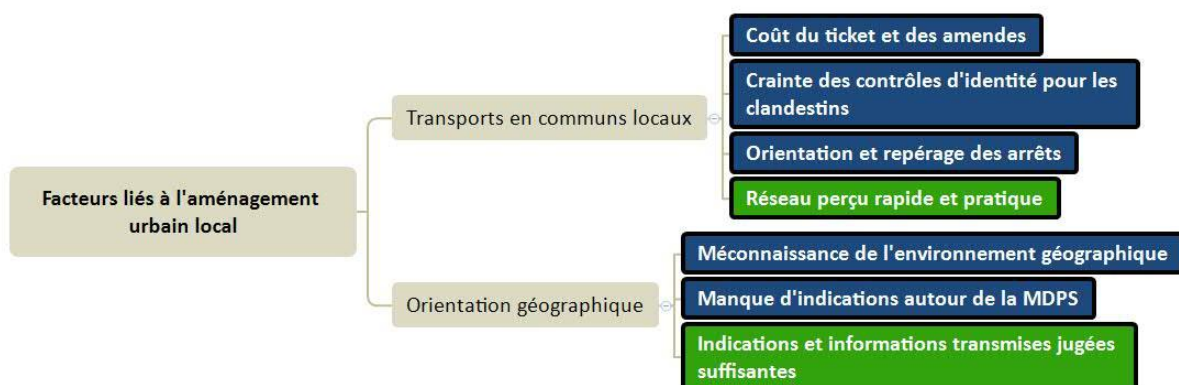 Facteurs liés à l'aménagement
urbain local
Transports en communs locaux
Coût du ticket et des amendes
Crainte des contrôles d'identité pour les
clandestins
Orientation et repérage des arrêts
Réseau perçu rapide et pratique
Orientation géographique
Méconnaissance de l'environnement géographique
Manque d'indications autour de la MDPS
Indications et informations transmises jugées
suffisantes